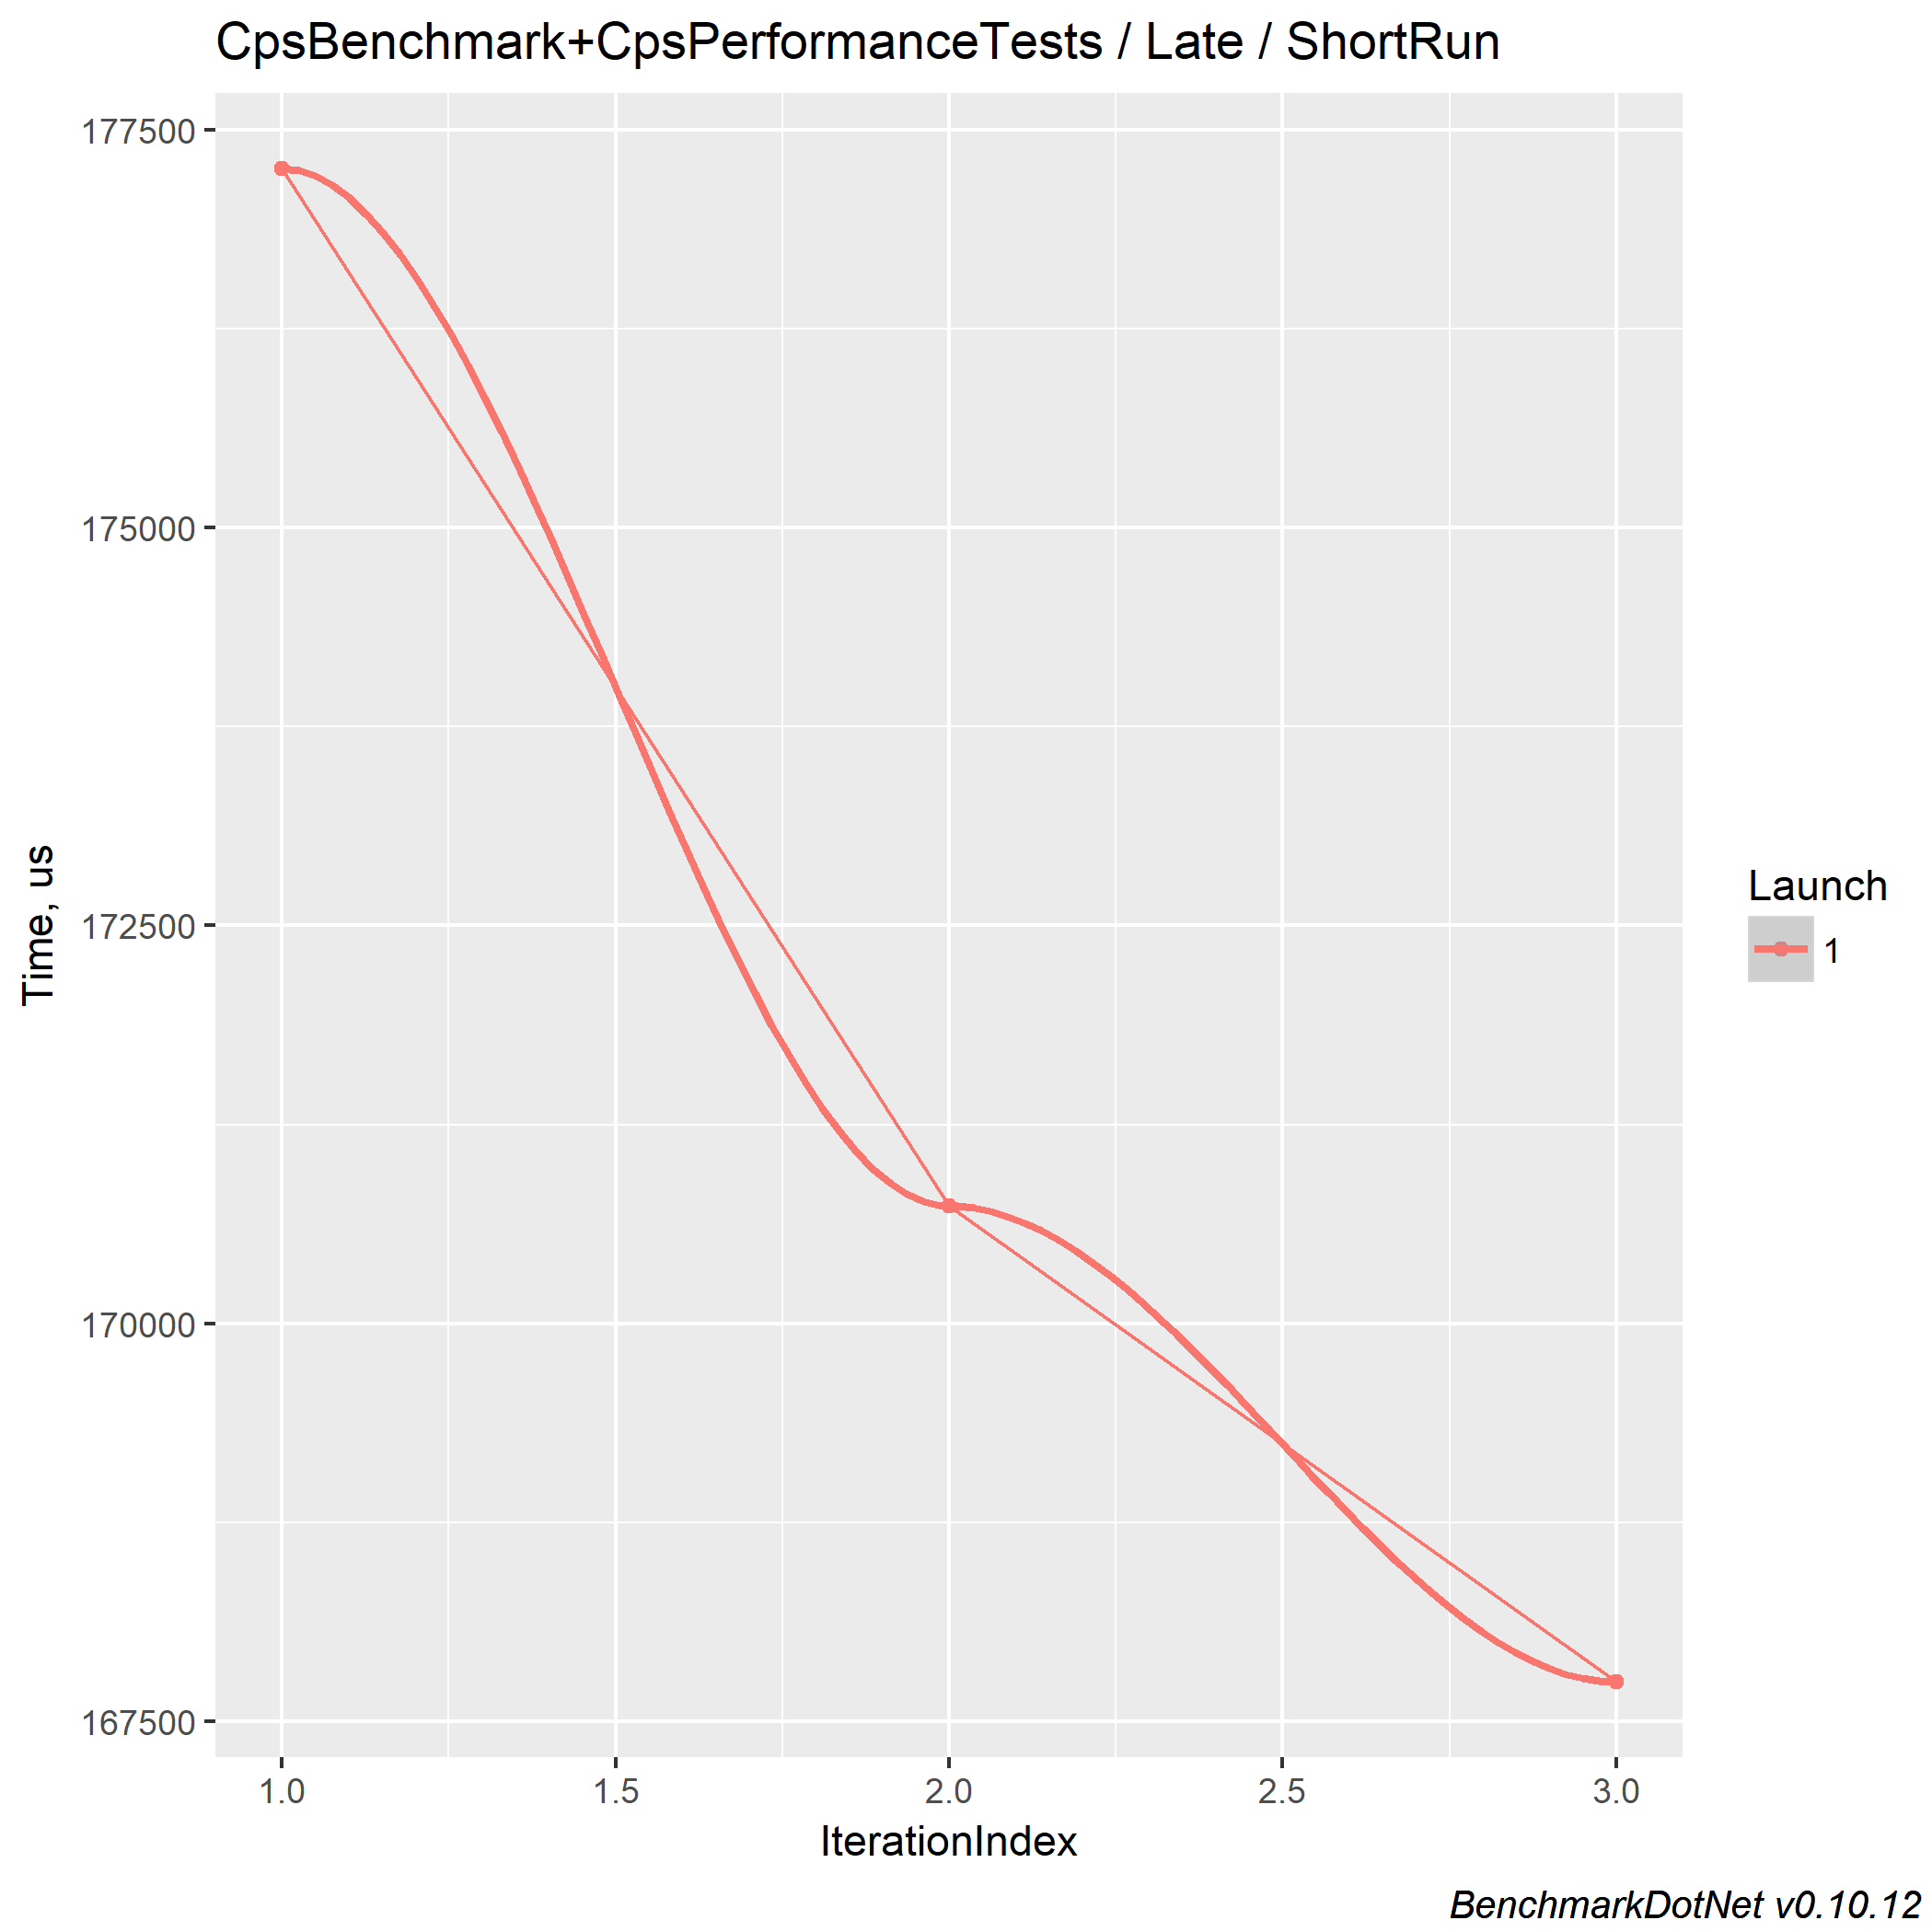 CpsBenchmark+CpsPerformanceTests / Late / ShortRun
177500
175000
172500
170000
167500
Time, us
1.0 1.5 2.0 2.5 3.0
IterationIndex
Launch
1
BenchmarkDotNet v0.10.12